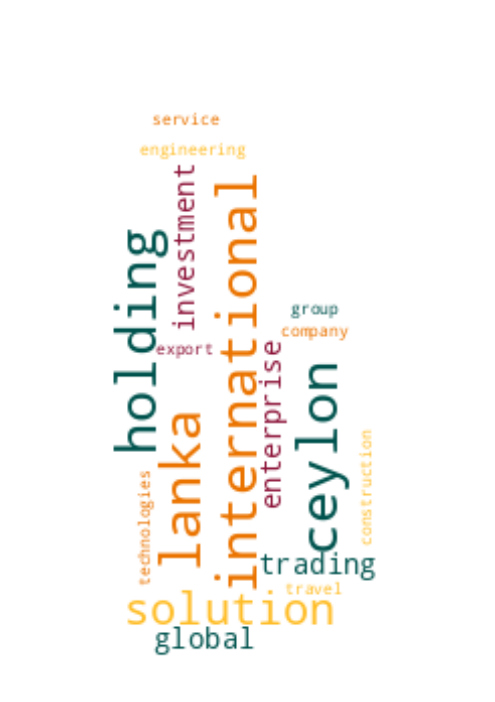 service
engineering
investment
international
holding
group
company
export
enterprise
ceylon
lanka
construction
technologies
trading
travel
solution
global